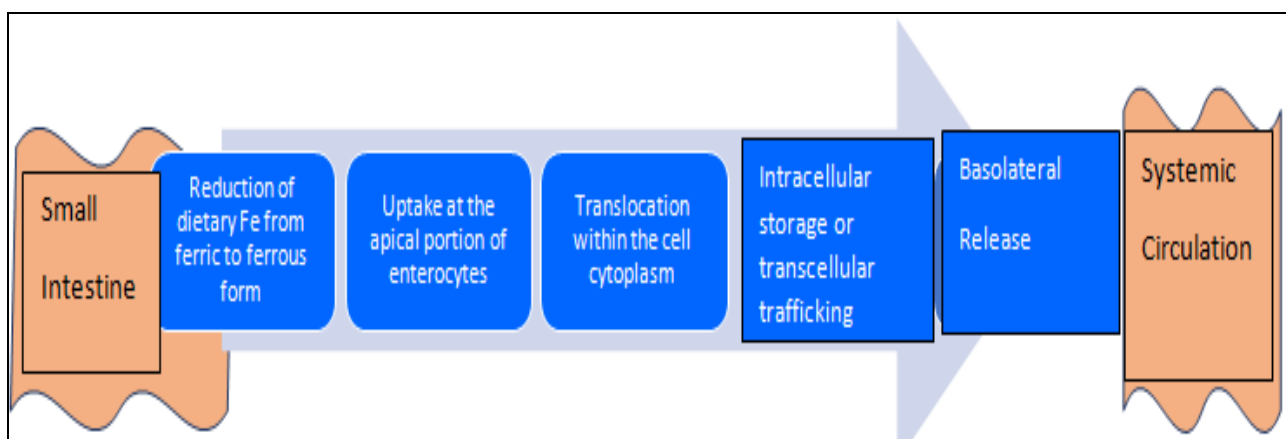 Small
Intestine
Reduction of
dietary Fe from
ferric to ferrous
form
Uptake at the
apical portion of
enterocytes
Translocation
within the cell
cytoplasm
Intracellular
storage or
transcellular
trafficking
Basolateral
Release
Systemic
Circulation